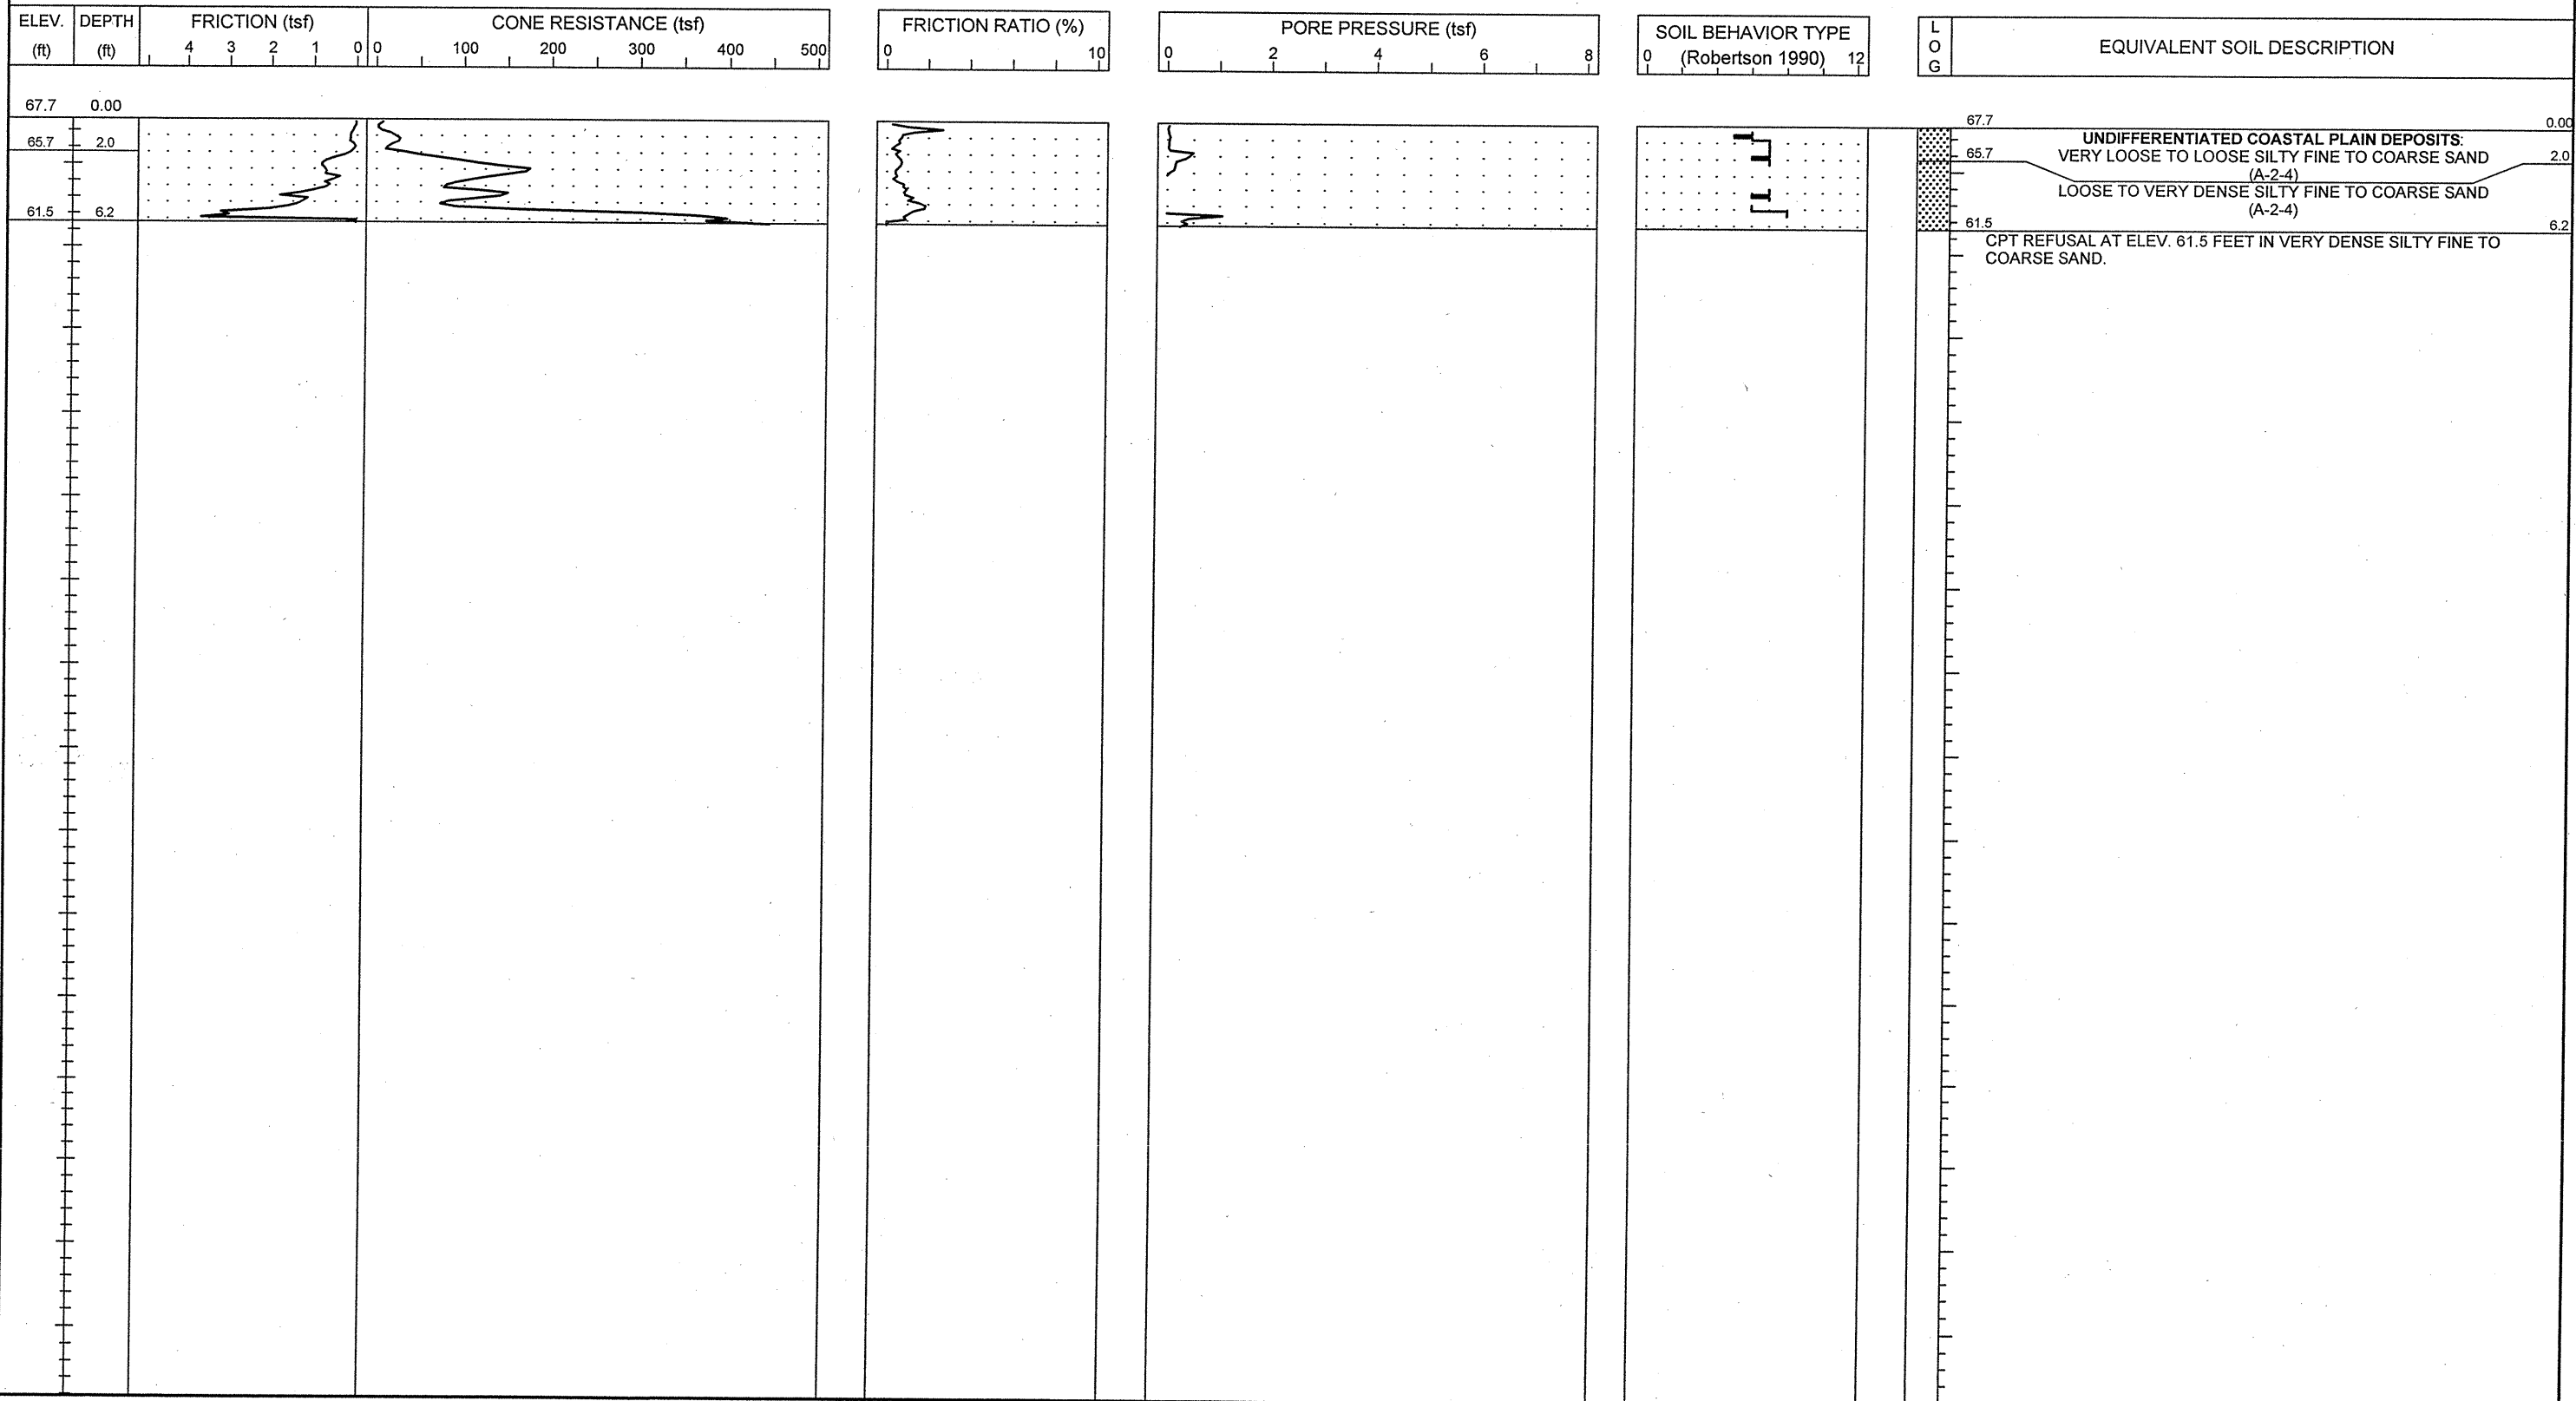 ELEV. (ft)
DEPTH (ft)
FRICTION (tsf)
4 3 2 1 0
CONE RESISTANCE (tsf)
0 100 200 300 400 500
FRICTION RATIO (%)
0 10
PORE PRESSURE (tsf)
0 2 4 6 8
SOIL BEHAVIOR TYPE
(Robertson 1990)
0 12
LOG
EQUIVALENT SOIL DESCRIPTION
67.7 0.00
65.7 2.0
61.5 6.2
67.7 0.00
UNDIFFERENTIATED COASTAL PLAIN DEPOSITS:
65.7 VERY LOOSE TO LOOSE SILTY FINE TO COARSE SAND 2.0
(A-2-4)
LOOSE TO VERY DENSE SILTY FINE TO COARSE SAND
(A-2-4)
61.5 6.2
CPT REFUSAL AT ELEV. 61.5 FEET IN VERY DENSE SILTY FINE TO
COARSE SAND.